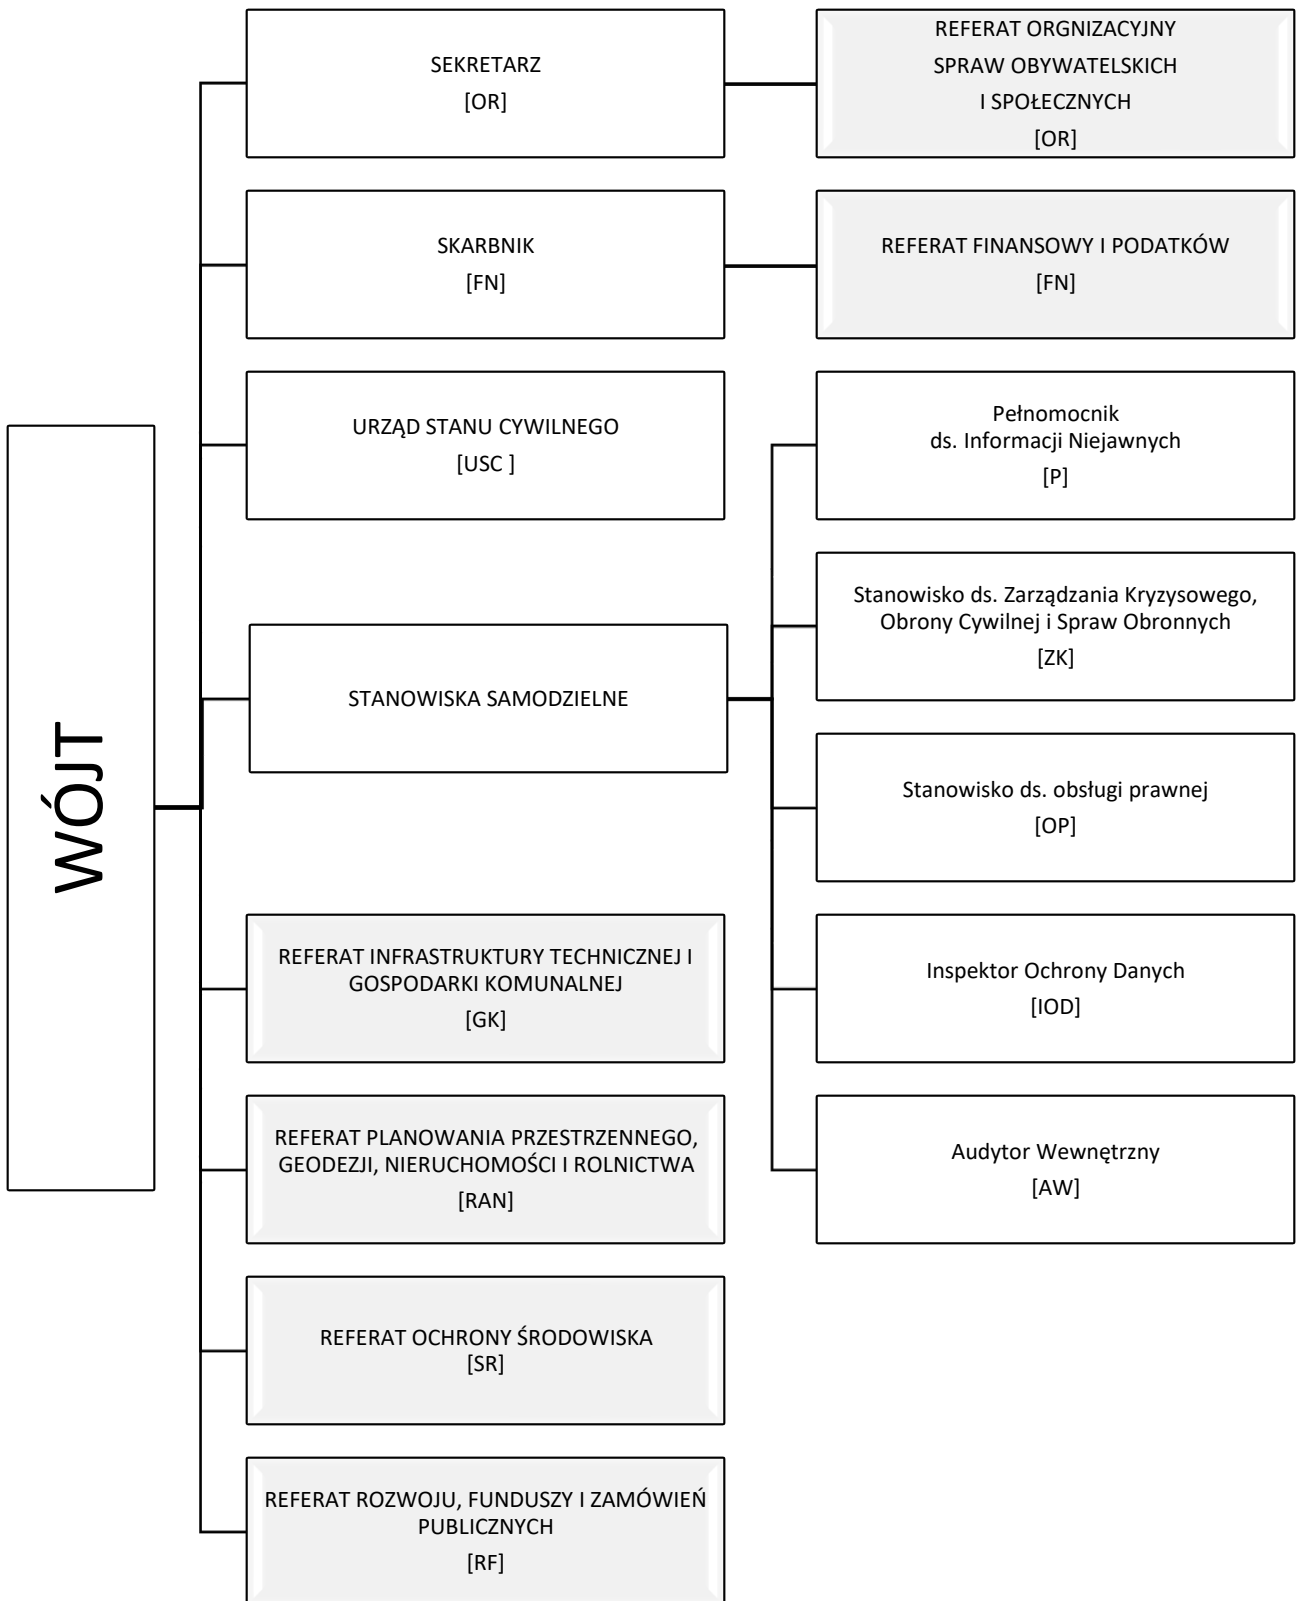 WÓJT
SEKRETARZ
[OR]
REFERAT ORGNIZACYJNY
SPRAW OBYWATELSKICH
I SPOŁECZNYCH
[OR]
SKARBNIK
[FN]
REFERAT FINANSOWY I PODATKÓW
[FN]
URZĄD STANU CYWILNEGO
[USC ]
STANOWISKA SAMODZIELNE
Pełnomocnik
ds. Informacji Niejawnych
[P]
Stanowisko ds. Zarządzania Kryzysowego,
Obrony Cywilnej i Spraw Obronnych
[ZK]
Stanowisko ds. obsługi prawnej
[OP]
Inspektor Ochrony Danych
[IOD]
Audytor Wewnętrzny
[AW]
REFERAT INFRASTRUKTURY TECHNICZNEJ I
GOSPODARKI KOMUNALNEJ
[GK]
REFERAT PLANOWANIA PRZESTRZENNEGO,
GEODEZJI, NIERUCHOMOŚCI I ROLNICTWA
[RAN]
REFERAT OCHRONY ŚRODOWISKA
[SR]
REFERAT ROZWOJU, FUNDUSZY I ZAMÓWIEŃ
PUBLICZNYCH
[RF]